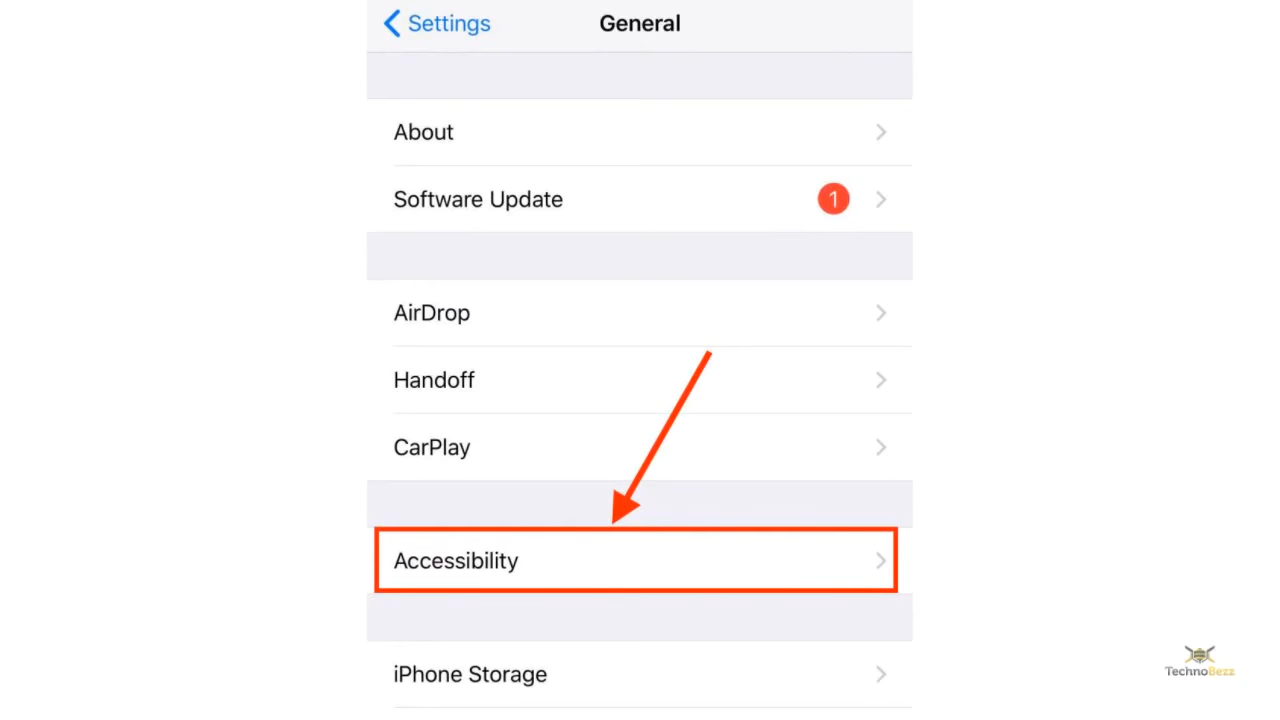 Settings
General
About
Software Update
1
AirDrop
Handoff
CarPlay
Accessibility
iPhone Storage
TechnoBezz